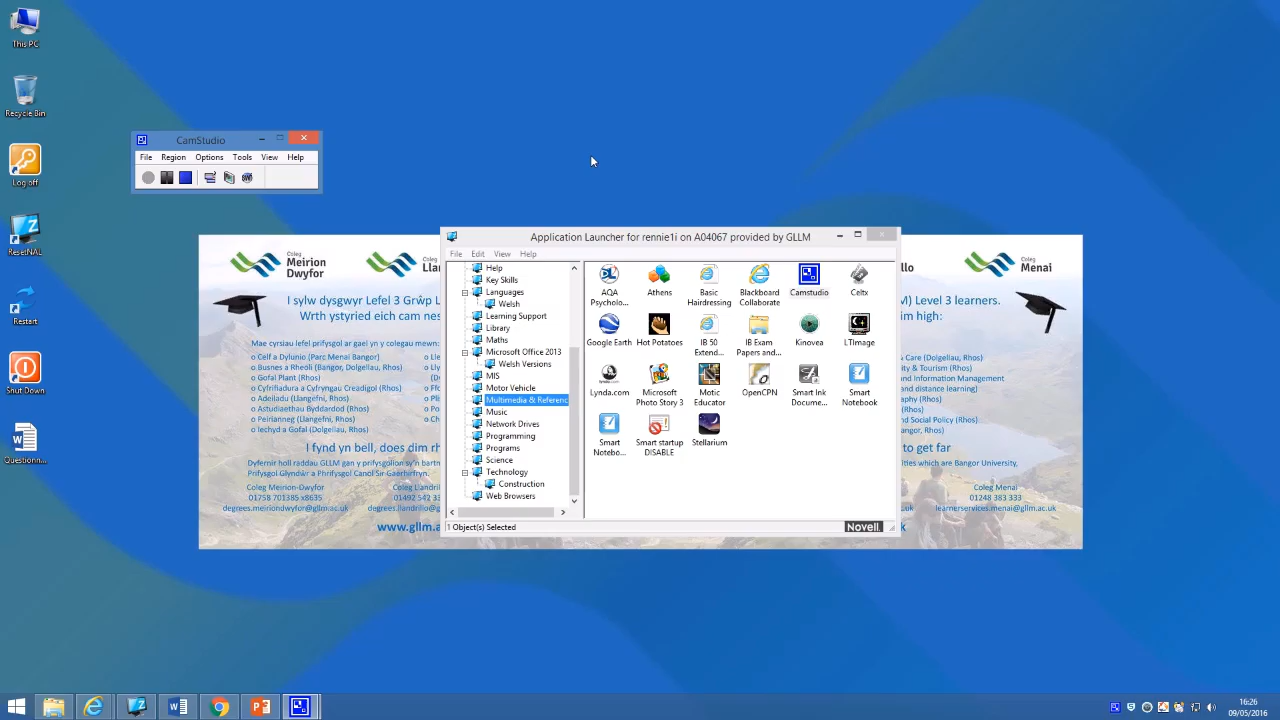 This PC
Recycle Bin
Log off
ResetNAL
Restart
Shut Down
Questionn...
CamStudio
File Region Options Tools View Help
Application Launcher for rennie1i on A04067 provided by GLLM
File Edit View Help
Help
Key Skills
Languages
Welsh
Learning Support
Library
Maths
Microsoft Office 2013
Welsh Versions
MIS
Motor Vehicle
Multimedia & Referenc
Music
Network Drives
Programming
Programs
Science
Technology
Construction
Web Browsers
AQA Psycholo...
Athens
Basic Hairdressing
Blackboard Collaborate
Camstudio
Celtx
Google Earth
Hot Potatoes
IB 50 Extend...
IB Exam Papers and...
Kinovea
LTImage
Lynda.com
Microsoft Photo Story 3
Motic Educator
OpenCPN
Smart Ink Docume...
Smart Notebook
Smart Notebo...
Smart startup DISABLE
Stellarium
1 Object(s) Selected
Novell.
Coleg
Meirion
Dwyfor
Coleg
Ll
llo
Coleg
Menai
I sylw dysgwyr Lefel 3 Grŵp L
Wrth ystyried eich cam nes
M) Level 3 learners.
im high:
Mae cyrsiau lefel prifysgol ar gael yn y colegau mewn:
o Celf a Dylunio (Parc Menai Bangor)
o Busnes a Rheoli (Bangor, Dolgellau, Rhos)
o Gofal Plant (Rhos)
o Cyfrifiadura a Cyfryngau Creadigol (Rhos)
o Adeiladu (Llangefni, Rhos)
o Astudiaethau Byddardod (Rhos)
o Peirianneg (Llangefni, Rhos)
o Iechyd a Gofal (Dolgellau, Rhos)
& Care (Dolgellau, Rhos)
& Tourism (Rhos)
and Information Management
distance learning)
aphy (Rhos)
(Rhos)
and Social Policy (Rhos)
angor, Rhos)
I fynd yn bell, does dim rh
to get far
Dyfernir holl raddau GLLM gan y prifysgolion sy'n bartn
Prifysgol Glyndŵr a Phrifysgol Canol Sir Gaerhirfryn.
ities which are Bangor University,
Coleg Meirion-Dwyfor
01758 701385 x8635
degrees.meiriondwyfor@gllm.ac.uk
Coleg Llandril
01492 542 33
degrees.llandrillo@gl
Coleg Menai
01248 383 333
learnerservices.menai@gllm.ac.uk
www.gllm.a
k
16:26
09/05/2016